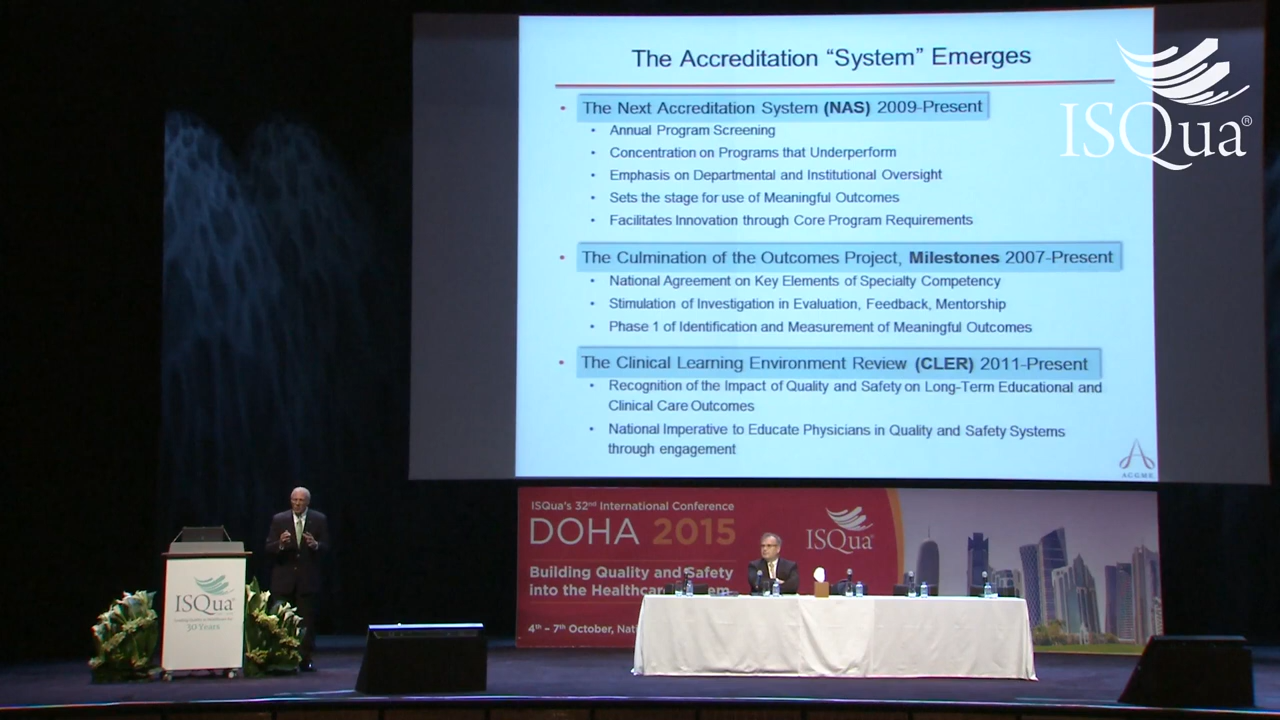 The Accreditation “System” Emerges
• The Next Accreditation System (NAS) 2009-Present
• Annual Program Screening
• Concentration on Programs that Underperform
• Emphasis on Departmental and Institutional Oversight
• Sets the stage for use of Meaningful Outcomes
• Facilitates Innovation through Core Program Requirements
• The Culmination of the Outcomes Project, Milestones 2007-Present
• National Agreement on Key Elements of Specialty Competency
• Stimulation of Investigation in Evaluation, Feedback, Mentorship
• Phase 1 of Identification and Measurement of Meaningful Outcomes
• The Clinical Learning Environment Review (CLER) 2011-Present
• Recognition of the Impact of Quality and Safety on Long-Term Educational and
Clinical Care Outcomes
• National Imperative to Educate Physicians in Quality and Safety Systems
through engagement
ACGME
ISQua®
ISQua's 32nd International Conference
DOHA 2015
Building Quality and Safety
into the Healthcare
4th – 7th October,
ISQua
ISQua
30 Years